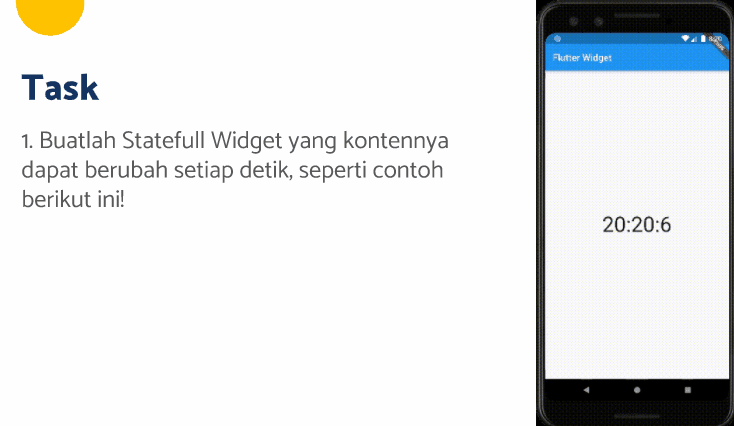 Task
1. Buatlah Statefull Widget yang kontennya
dapat berubah setiap detik, seperti contoh
berikut ini!
8:20
Flutter Widget
20:20:6